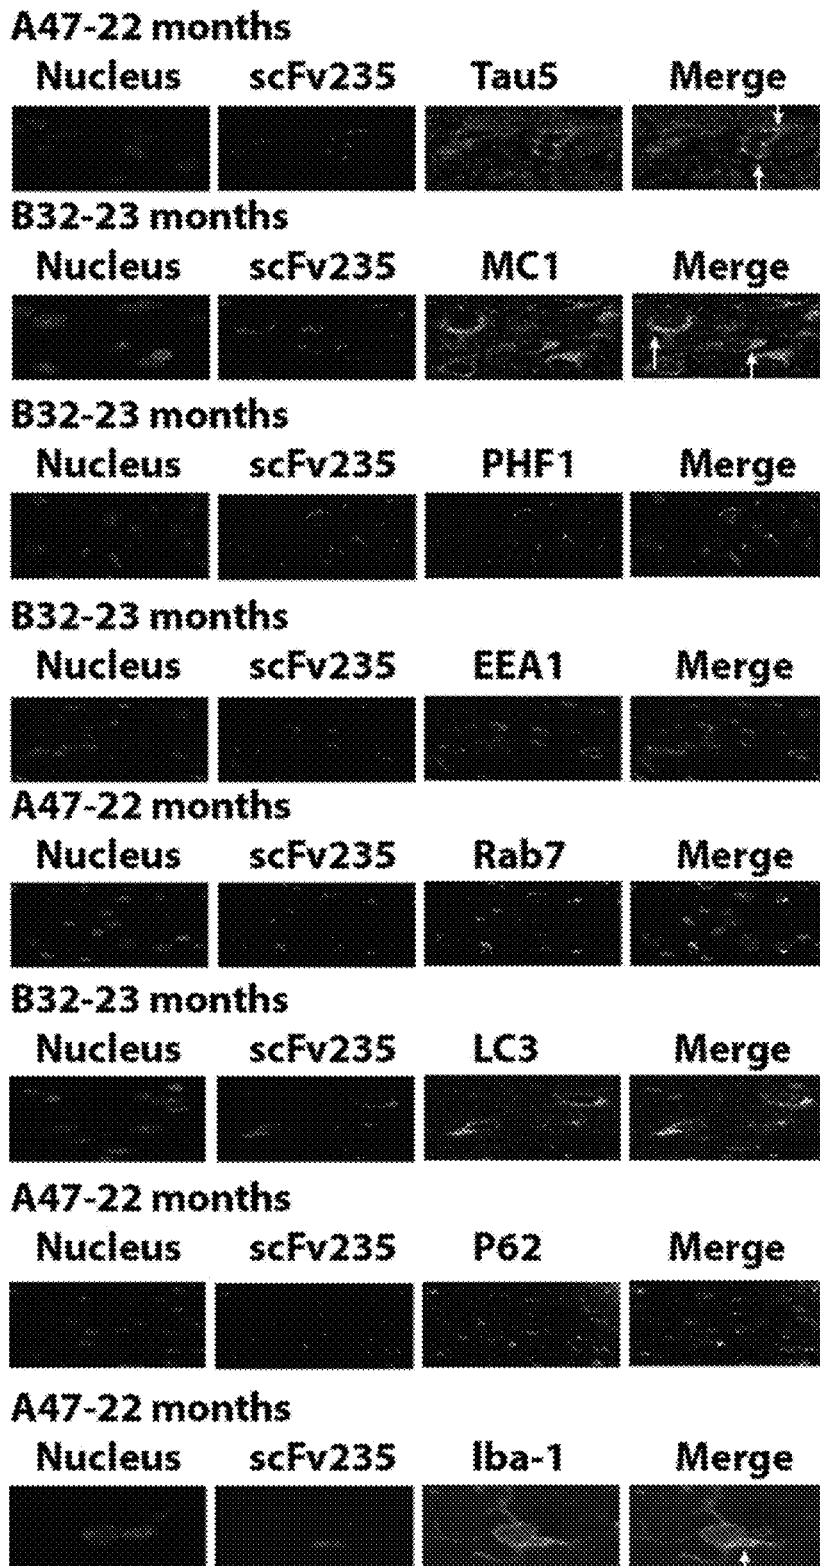 A47-22 months
Nucleus scFv235 Tau5 Merge
B32-23 months
Nucleus scFv235 MC1 Merge
B32-23 months
Nucleus scFv235 PHF1 Merge
B32-23 months
Nucleus scFv235 EEA1 Merge
A47-22 months
Nucleus scFv235 Rab7 Merge
B32-23 months
Nucleus scFv235 LC3 Merge
A47-22 months
Nucleus scFv235 P62 Merge
A47-22 months
Nucleus scFv235 Iba-1 Merge